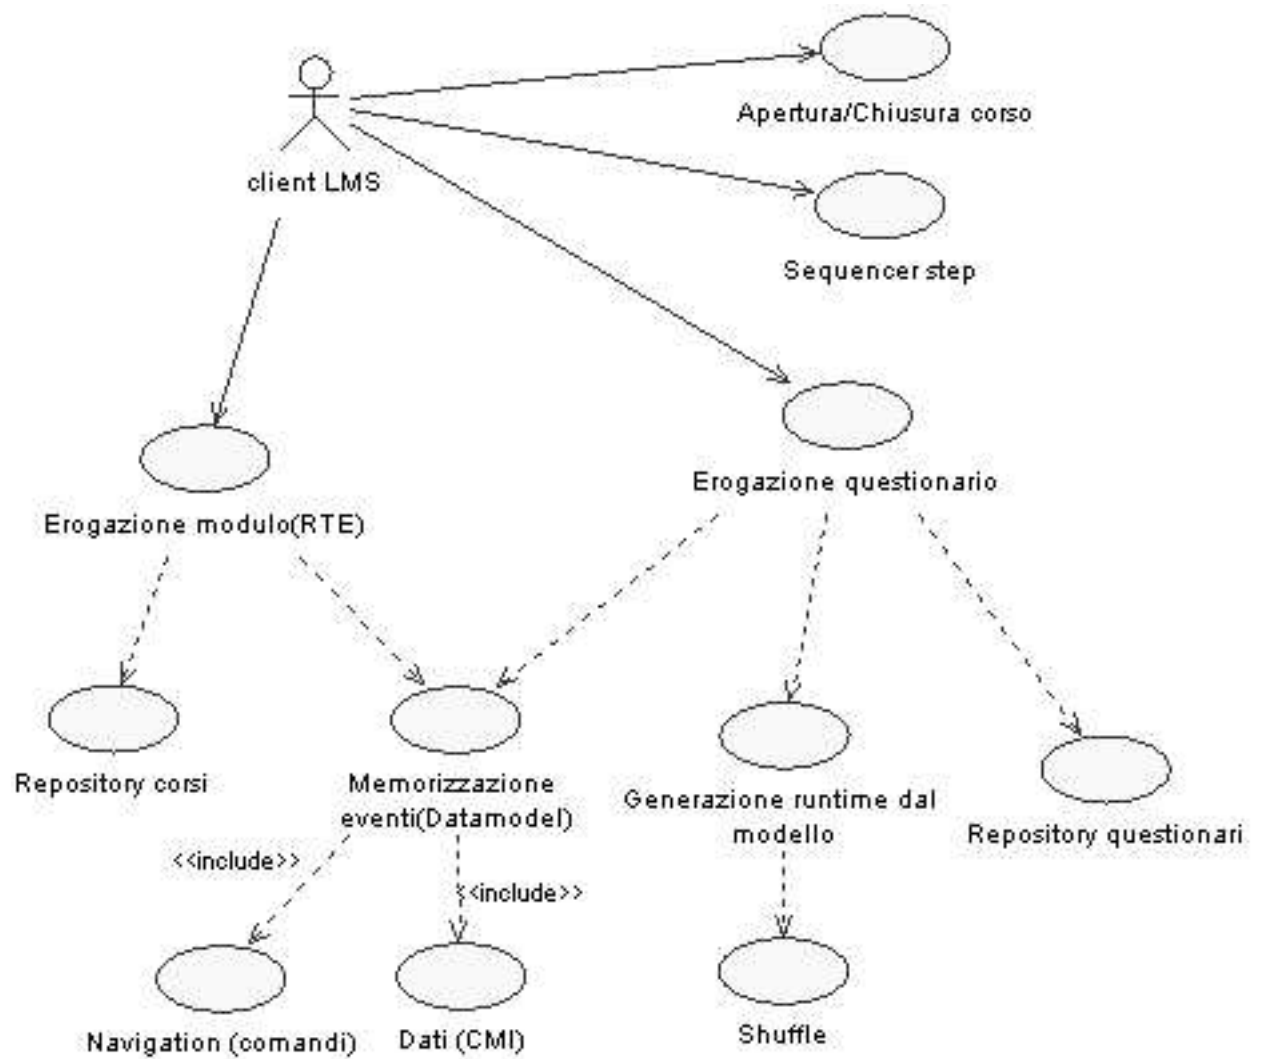 Apertura/Chiusura corso
client LMS
Sequencer step
Erogazione questionario
Erogazione modulo(RTE)
Repository corsi
Memorizzazione
eventi(Datamodel)
Generazione runtime dal
modello
Repository questionari
<<include>>
<<include>>
Navigation (comandi)
Dati (CMI)
Shuffle